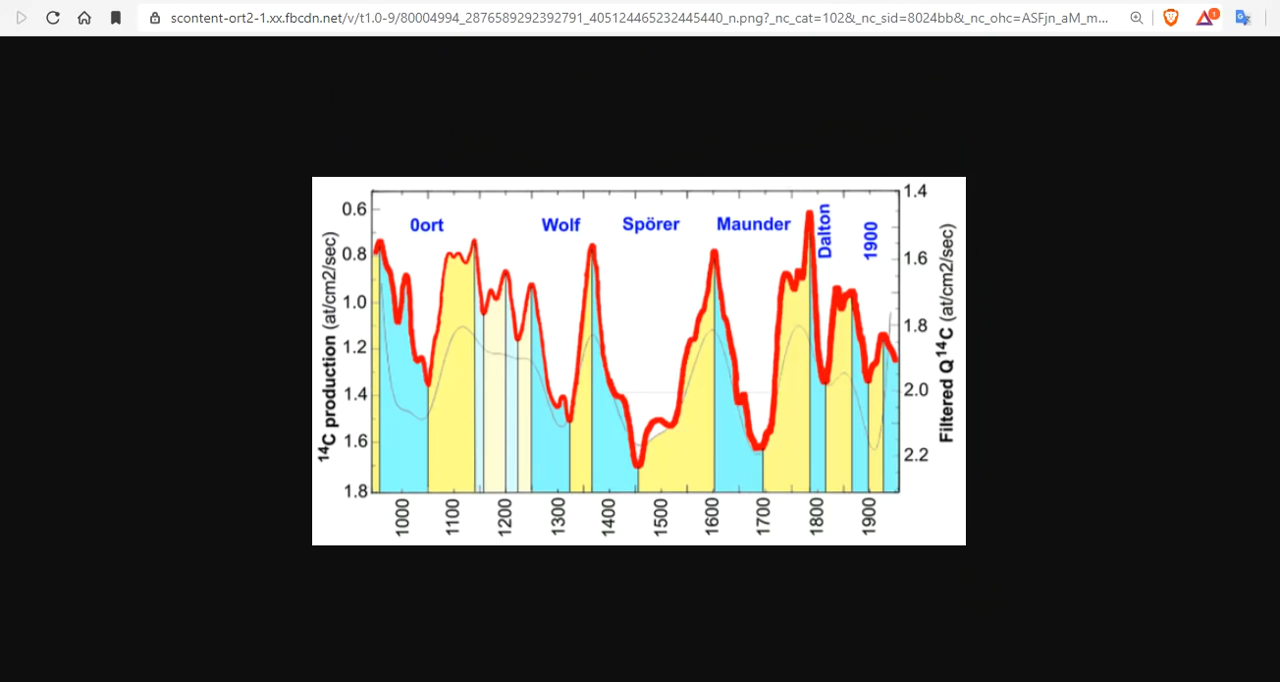 scontent-ort2-1.xx.fbcdn.net/v/t1.0-9/80004994_2876589292392791_405124465232445440_n.png?_nc_cat=102&_nc_sid=8024bb&_nc_ohc=ASFjn_aM_m...
1
0ort
Wolf
Spörer
Maunder
Dalton
1900
14C production (at/cm2/sec)
0.6
0.8
1.0
1.2
1.4
1.6
1.8
1.4
1.6
1.8
2.0
2.2
Filtered Q14C (at/cm2/sec)
1000 1100 1200 1300 1400 1500 1600 1700 1800 1900